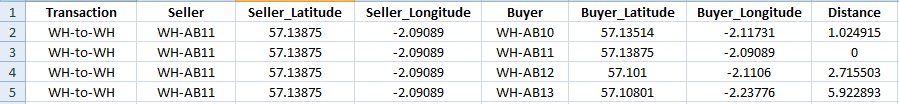 1 Transaction Seller Seller_Latitude Seller_Longitude Buyer Buyer_Latitude Buyer_Longitude Distance
2 WH-to-WH WH-AB11 57.13875 -2.09089 WH-AB10 57.13514 -2.11731 1.024915
3 WH-to-WH WH-AB11 57.13875 -2.09089 WH-AB11 57.13875 -2.09089 0
4 WH-to-WH WH-AB11 57.13875 -2.09089 WH-AB12 57.101 -2.1106 2.715503
5 WH-to-WH WH-AB11 57.13875 -2.09089 WH-AB13 57.10801 -2.23776 5.922893